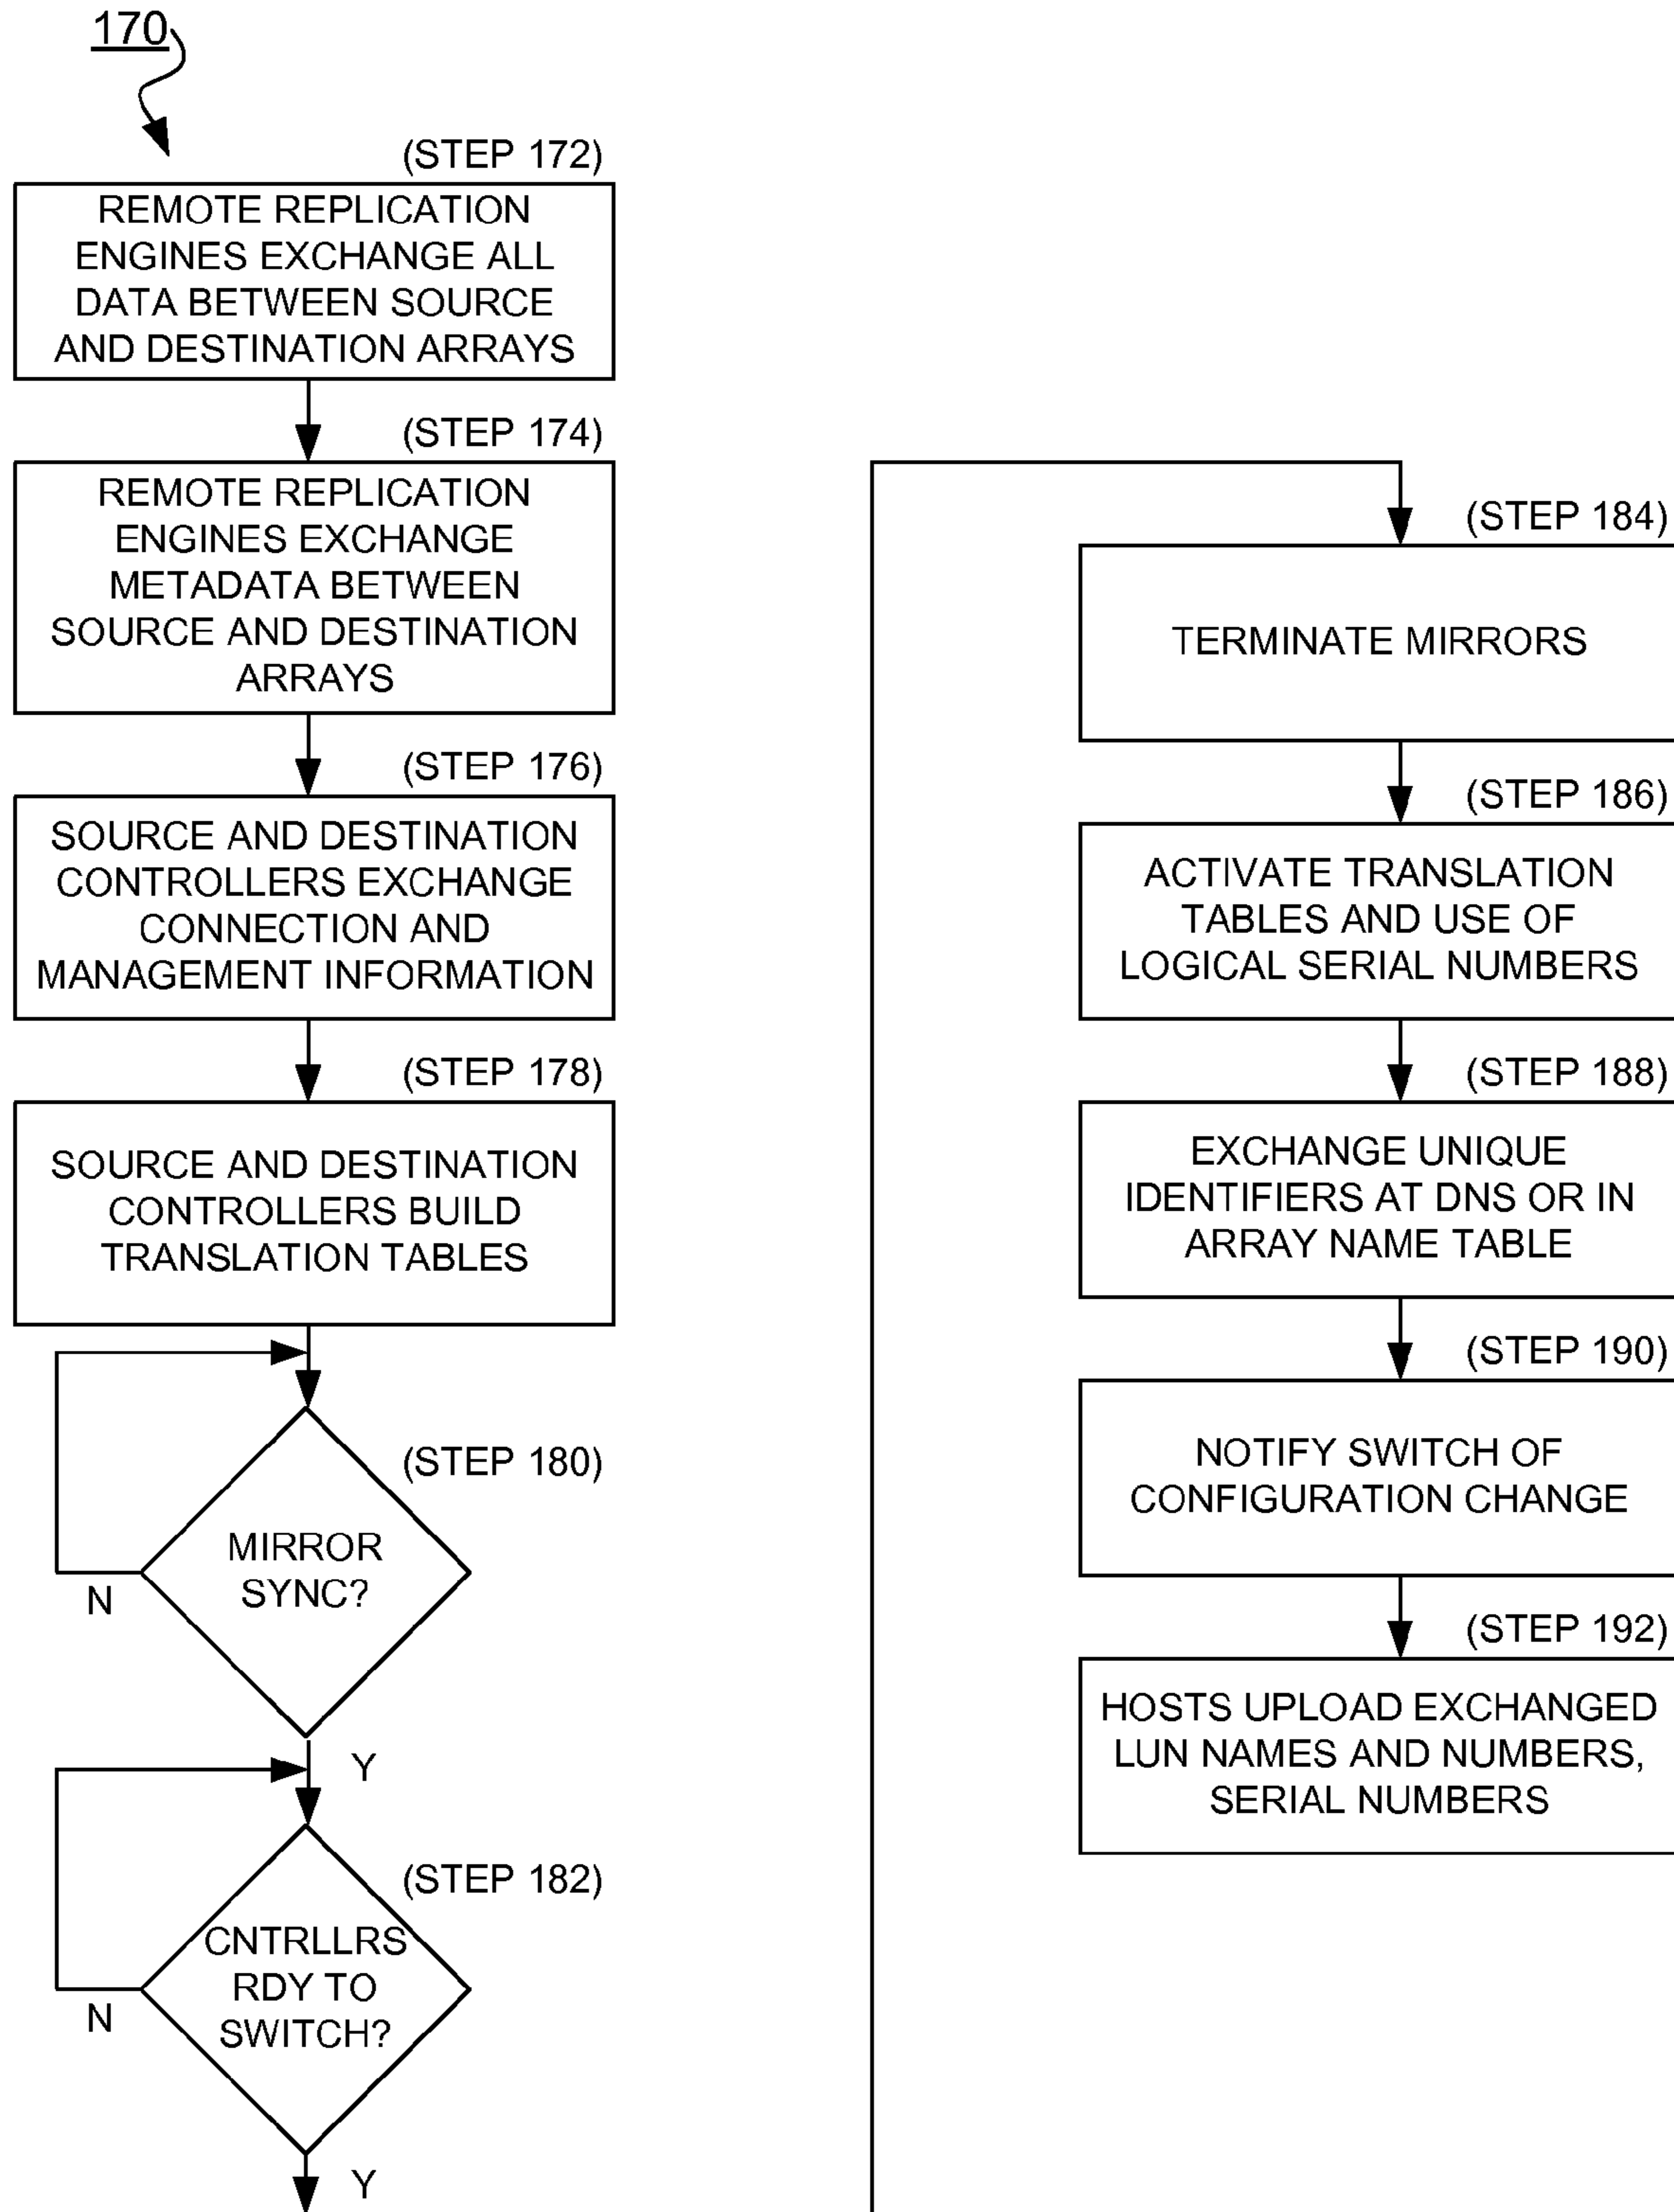 170
(STEP 172)
REMOTE REPLICATION
ENGINES EXCHANGE ALL
DATA BETWEEN SOURCE
AND DESTINATION ARRAYS
(STEP 174)
REMOTE REPLICATION
ENGINES EXCHANGE
METADATA BETWEEN
SOURCE AND DESTINATION
ARRAYS
(STEP 176)
SOURCE AND DESTINATION
CONTROLLERS EXCHANGE
CONNECTION AND
MANAGEMENT INFORMATION
(STEP 178)
SOURCE AND DESTINATION
CONTROLLERS BUILD
TRANSLATION TABLES
(STEP 180)
MIRROR
SYNC?
N
Y
(STEP 182)
CNTRLLRS
RDY TO
SWITCH?
N
Y
(STEP 184)
TERMINATE MIRRORS
(STEP 186)
ACTIVATE TRANSLATION
TABLES AND USE OF
LOGICAL SERIAL NUMBERS
(STEP 188)
EXCHANGE UNIQUE
IDENTIFIERS AT DNS OR IN
ARRAY NAME TABLE
(STEP 190)
NOTIFY SWITCH OF
CONFIGURATION CHANGE
(STEP 192)
HOSTS UPLOAD EXCHANGED
LUN NAMES AND NUMBERS,
SERIAL NUMBERS